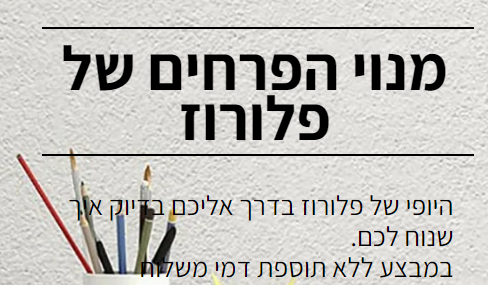 מנוי הפרחים של
פלורוז
היופי של פלורוז בדרך אליכם בדיוק איך
שנוח לכם.
במבצע ללא תוספת דמי משלוח